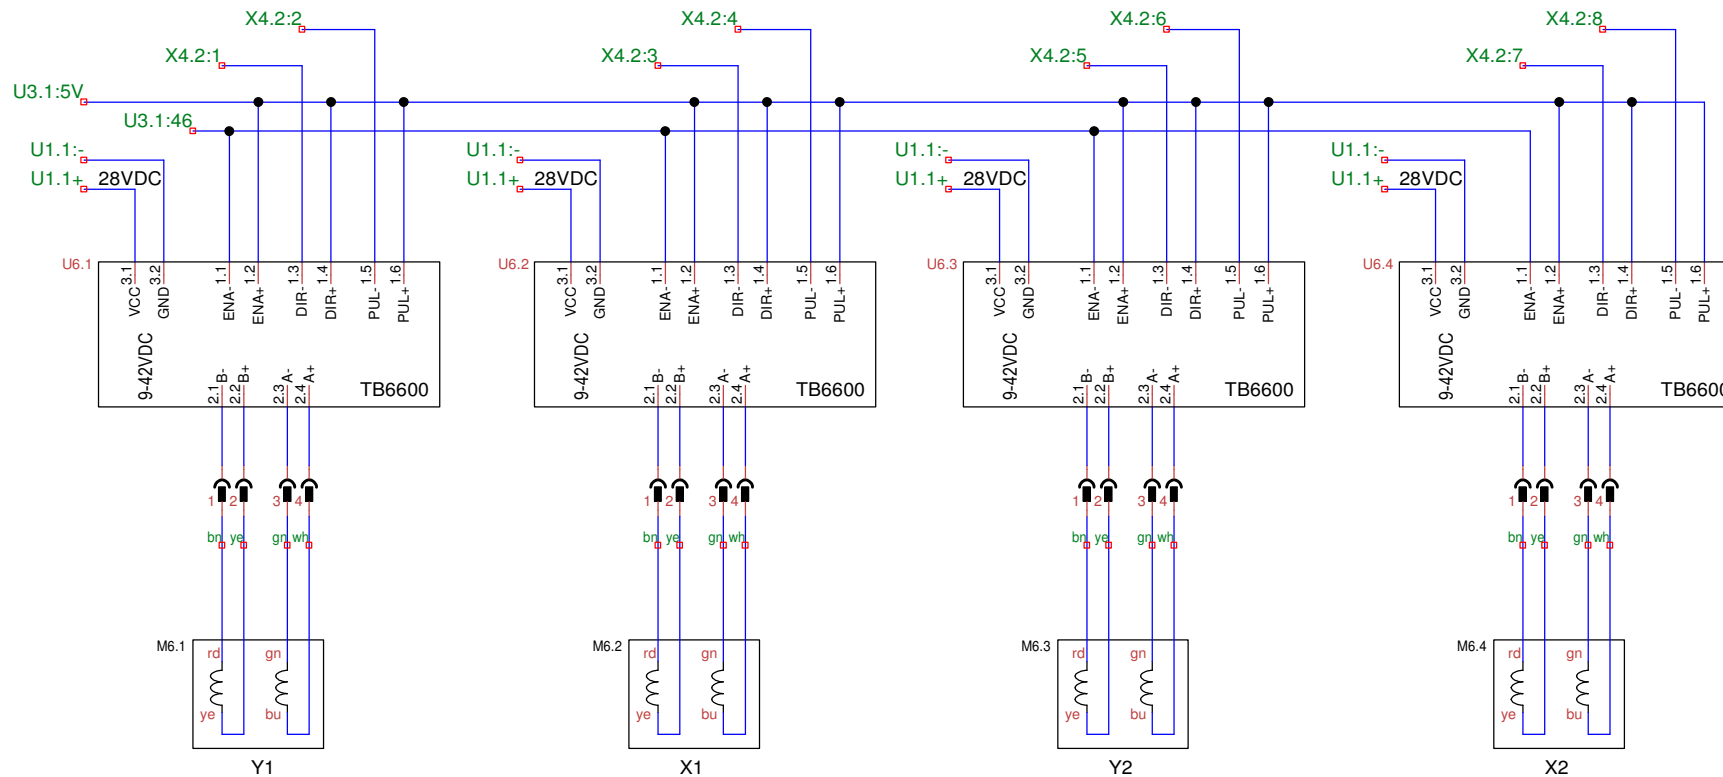 X4.2:2 X4.2:4 X4.2:6 X4.2:8
X4.2:1 X4.2:3 X4.2:5 X4.2:7
U3.1:5V
U3.1:46
U1.1:- U1.1:- U1.1:- U1.1:-
U1.1+ 28VDC U1.1+ 28VDC U1.1+ 28VDC U1.1+ 28VDC
U6.1 3.1 3.2 1.1 1.2 1.3 1.4 1.5 1.6
VCC GND ENA- ENA+ DIR- DIR+ PUL- PUL+
9-42VDC
B- B+ A- A+
2.1 2.2 2.3 2.4
TB6600
U6.2 3.1 3.2 1.1 1.2 1.3 1.4 1.5 1.6
VCC GND ENA- ENA+ DIR- DIR+ PUL- PUL+
9-42VDC
B- B+ A- A+
2.1 2.2 2.3 2.4
TB6600
U6.3 3.1 3.2 1.1 1.2 1.3 1.4 1.5 1.6
VCC GND ENA- ENA+ DIR- DIR+ PUL- PUL+
9-42VDC
B- B+ A- A+
2.1 2.2 2.3 2.4
TB6600
U6.4 3.1 3.2 1.1 1.2 1.3 1.4 1.5 1.6
VCC GND ENA- ENA+ DIR- DIR+ PUL- PUL+
9-42VDC
B- B+ A- A+
2.1 2.2 2.3 2.4
TB6600
1 2 3 4 1 2 3 4 1 2 3 4 1 2 3 4
bn ye gn wh bn ye gn wh bn ye gn wh bn ye gn wh
M6.1 rd gn M6.2 rd gn M6.3 rd gn M6.4 rd gn
ye bu ye bu ye bu ye bu
Y1 X1 Y2 X2